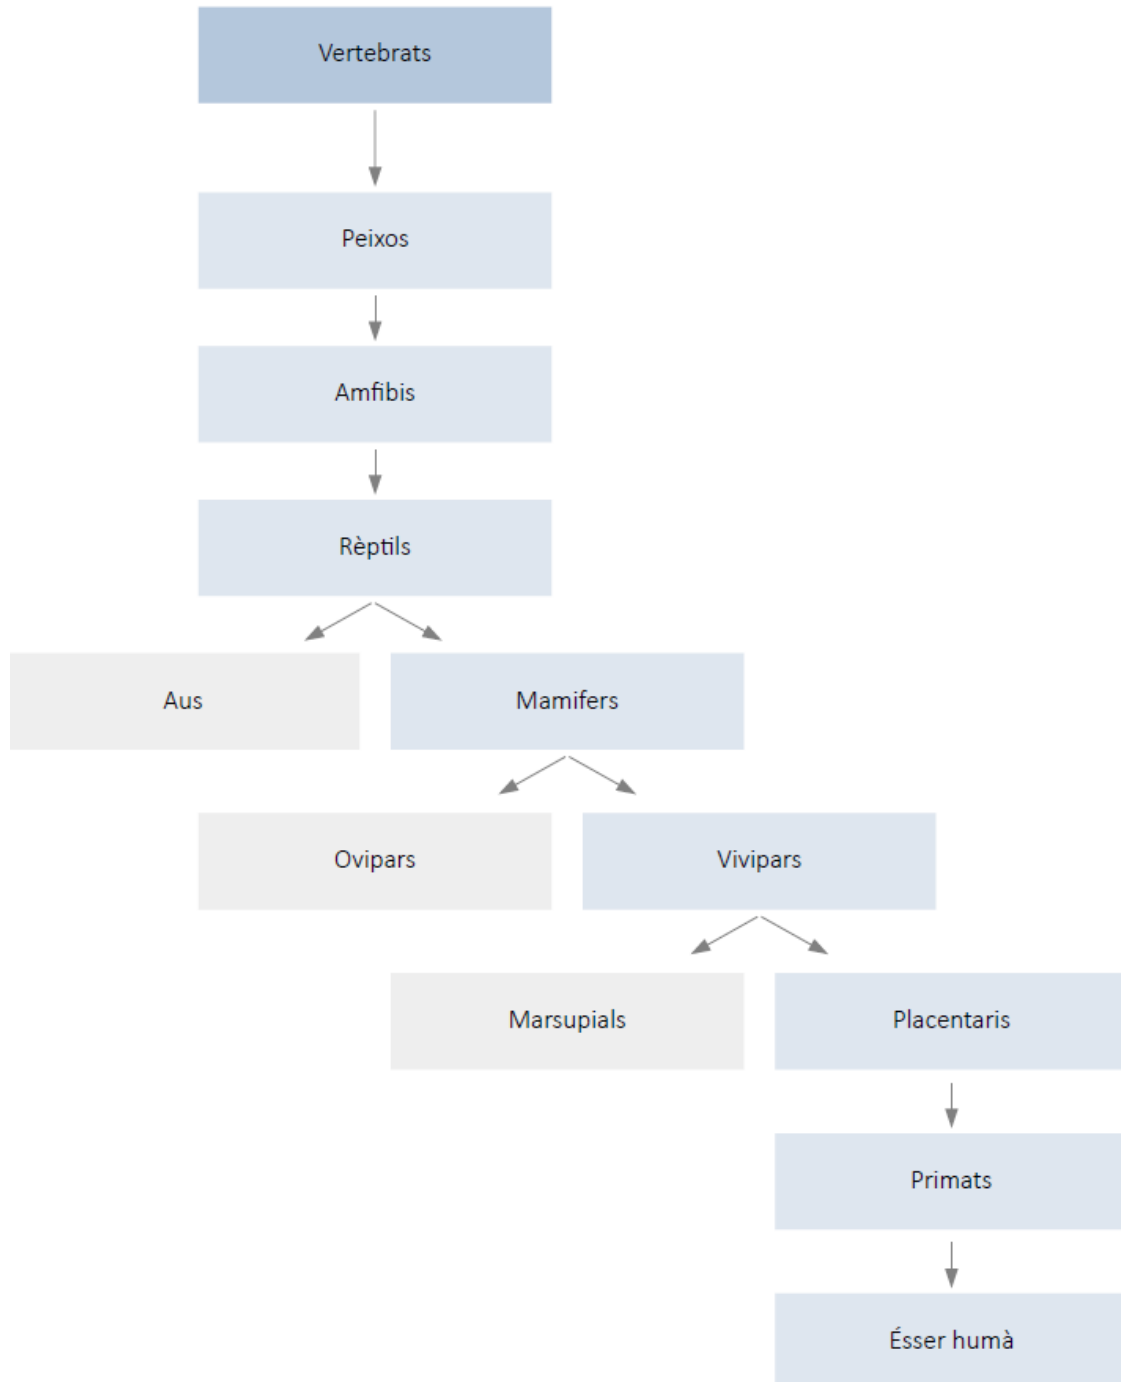 Vertebrats
Peixos
Amfibis
Rèptils
Aus
Mamifers
Ovipars
Vivipars
Marsupials
Placentaris
Primats
Ésser humà